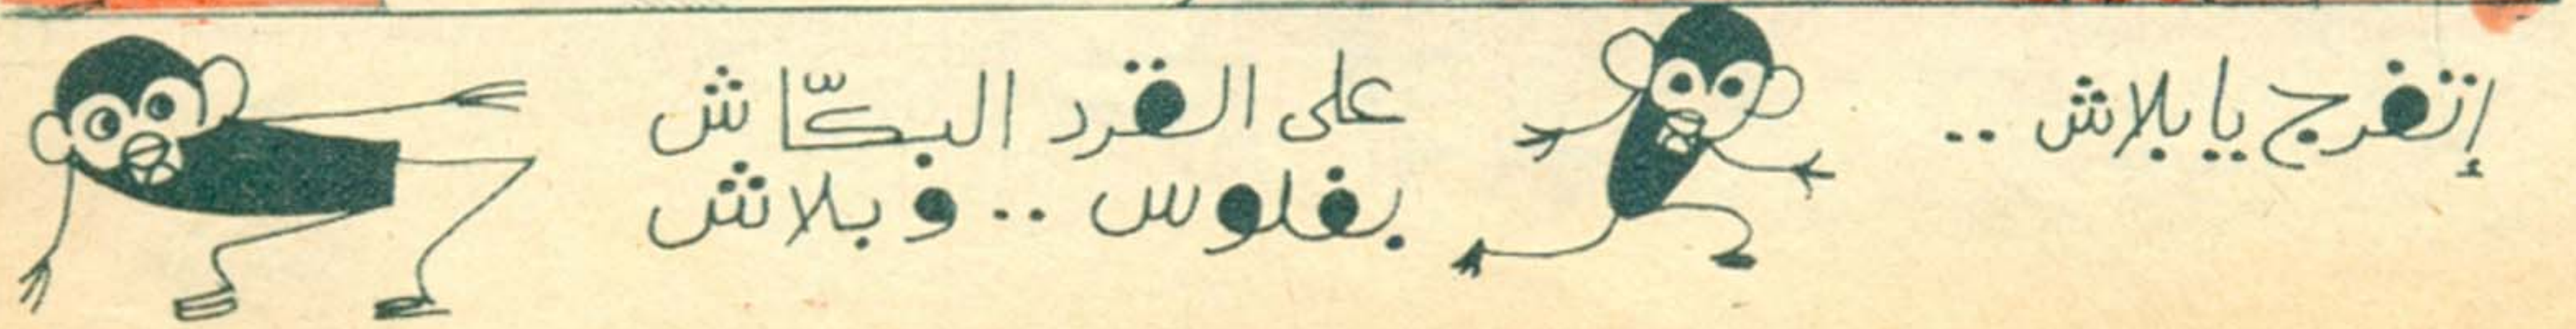 إتفرج يا بلاش ..
على القرد البكّاش
بفلوس .. و بلاش